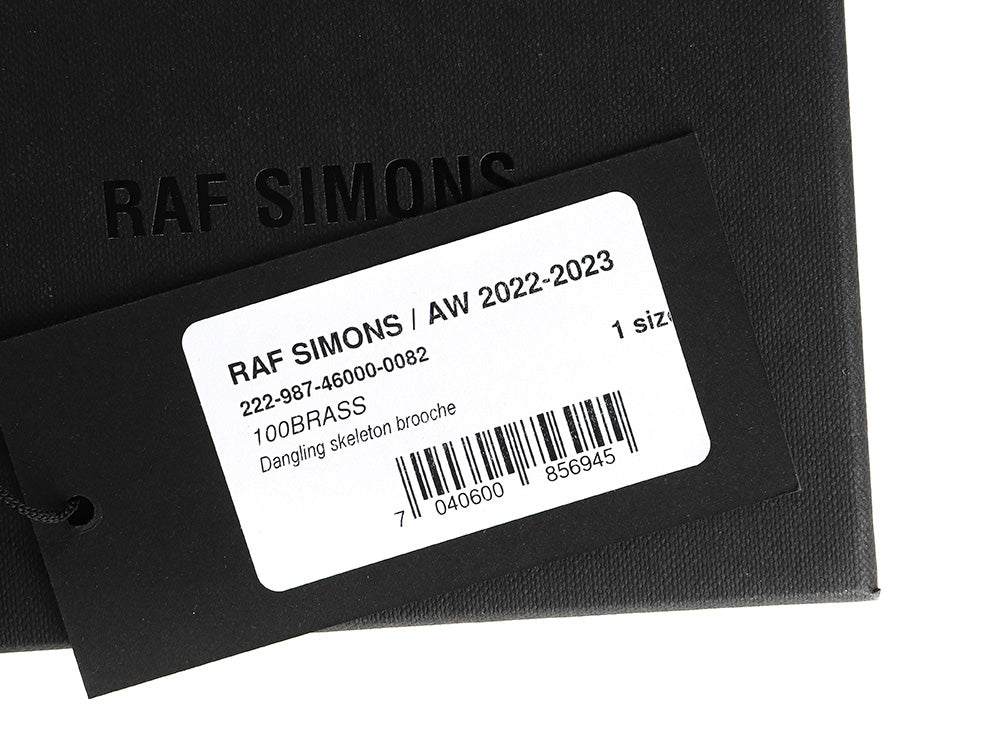 RAF SIMONS
RAF SIMONS / AW 2022-2023
222-987-46000-0082
1 size
100BRASS
Dangling skeleton brooche
7 040600 856945